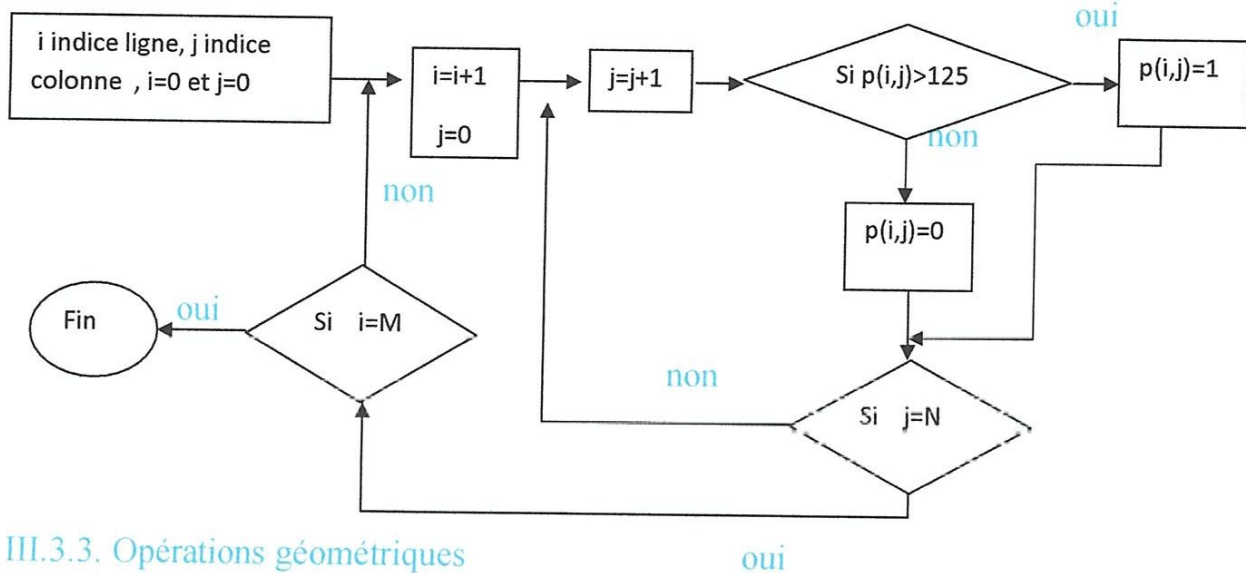 i indice ligne, j indice
colonne , i=0 et j=0
i=i+1
j=0
j=j+1
Si p(i,j)>125
oui
p(i,j)=1
non
p(i,j)=0
Si j=N
non
oui
Si i=M
non
oui
Fin
III.3.3. Opérations géométriques